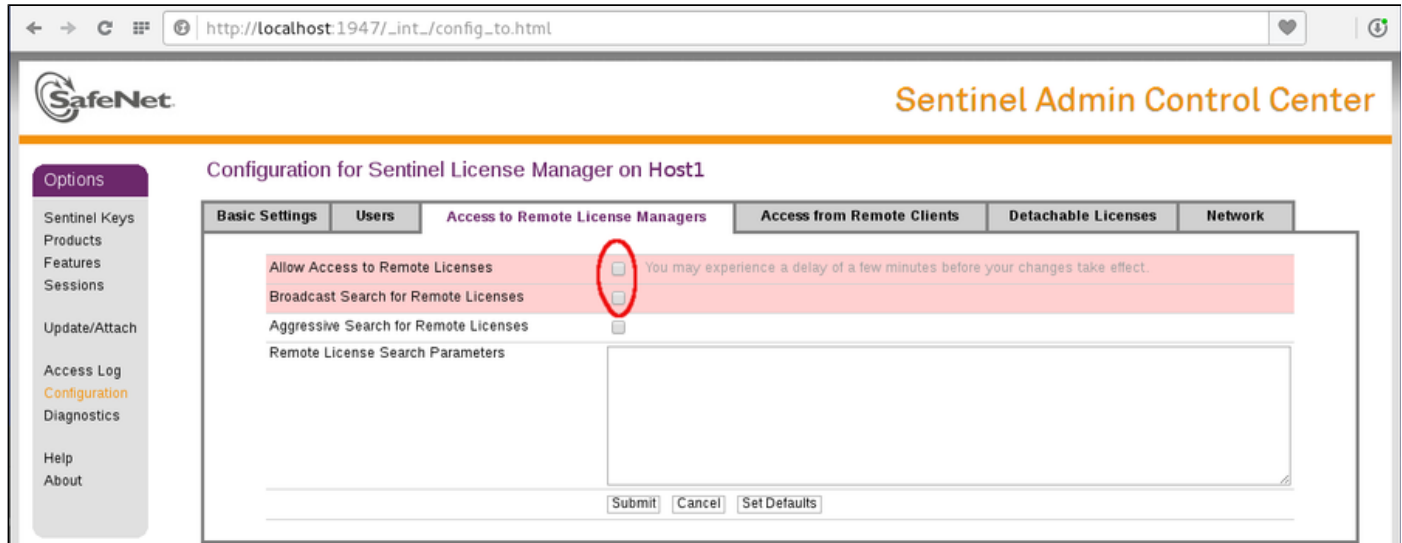 http://localhost:1947/_int_/config_to.html
SafeNet.
Sentinel Admin Control Center
Options
Sentinel Keys
Products
Features
Sessions
Update/Attach
Access Log
Configuration
Diagnostics
Help
About
Configuration for Sentinel License Manager on Host1
Basic Settings Users Access to Remote License Managers Access from Remote Clients Detachable Licenses Network
Allow Access to Remote Licenses You may experience a delay of a few minutes before your changes take effect.
Broadcast Search for Remote Licenses
Aggressive Search for Remote Licenses
Remote License Search Parameters
Submit Cancel Set Defaults